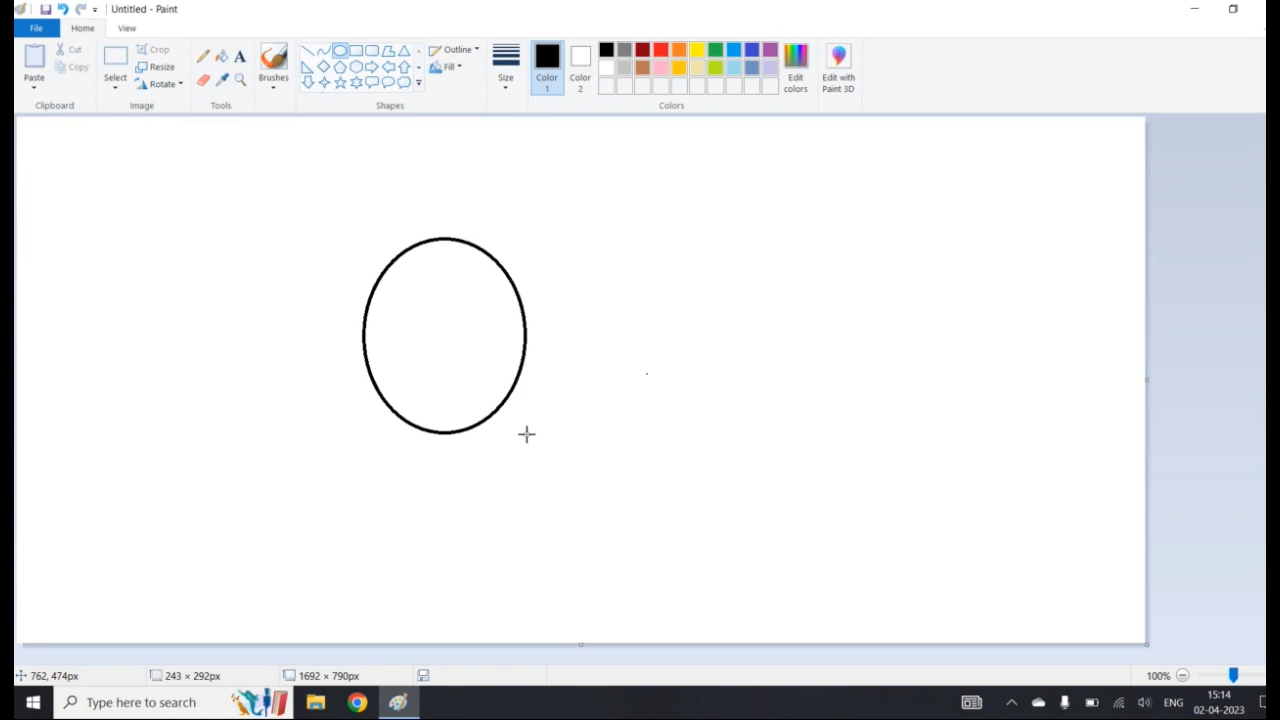 Untitled - Paint
File Home View
Paste
Cut
Copy
Clipboard
Select
Crop
Resize
Rotate
Image
A
Tools
Brushes
Shapes
Outline
Fill
Size
Color 1
Color 2
Edit colors
Colors
Edit with Paint 3D
762, 474px 243 × 292px 1692 × 790px 100%
Type here to search ENG 15:14
02-04-2023